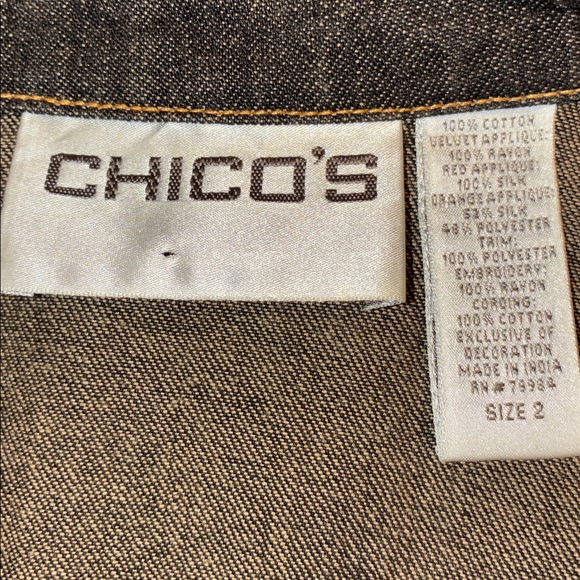 CHICO'S
100% COTTON
VELVET APPLIQUE:
100% RAYON
RED APPLIQUE:
100% SILK
ORANGE APPLIQUE:
52% SILK
48% POLYESTER
TRIM:
100% POLYESTER
EMBROIDERY:
100% RAYON
CORDING:
100% COTTON
EXCLUSIVE OF
DECORATION
MADE IN INDIA
RN#78984
SIZE 2